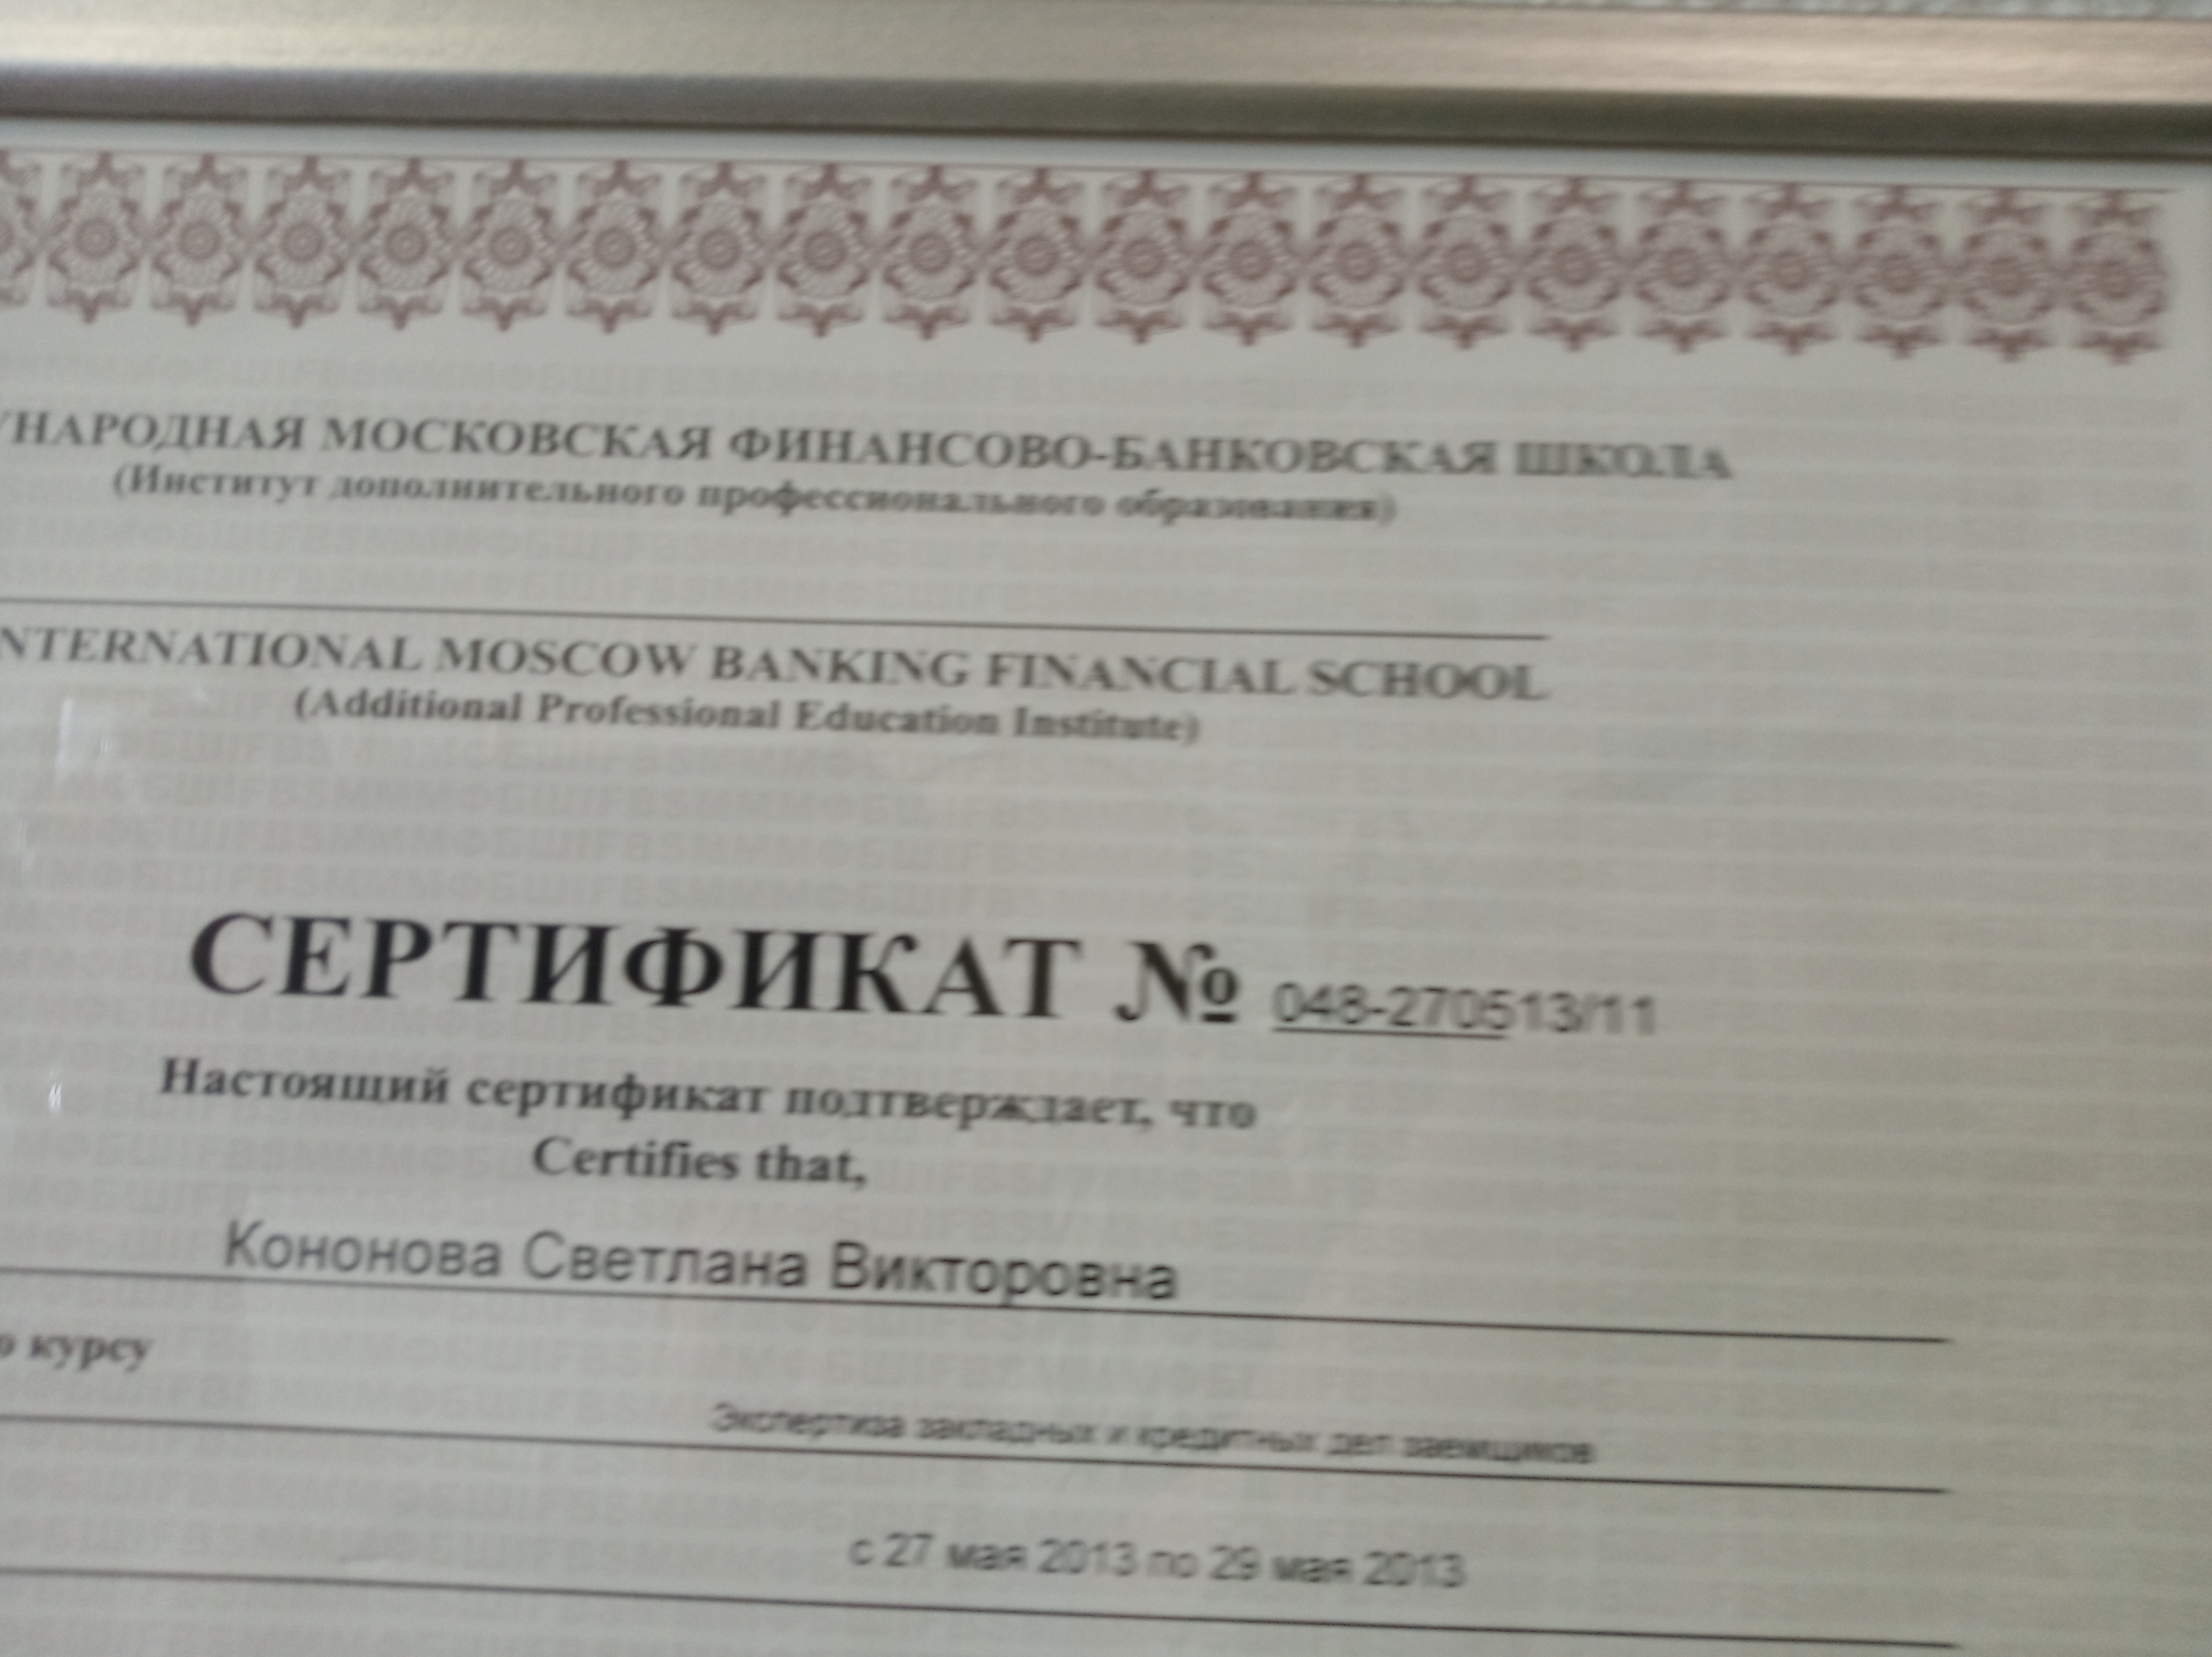 НАРОДНАЯ МОСКОВСКАЯ ФИНАНСОВО-БАНКОВСКАЯ ШКОЛА
(Институт дополнительного профессионального образования)
NTERNATIONAL MOSCOW BANKING FINANCIAL SCHOOL
(Additional Professional Education Institute)
СЕРТИФИКАТ № 048-270513/11
Настоящий сертификат подтверждает, что
Certifies that,
Кононова Светлана Викторовна
о курсу
Экспертиза закладных и кредитных дел заемщиков
с 27 мая 2013 по 29 мая 2013